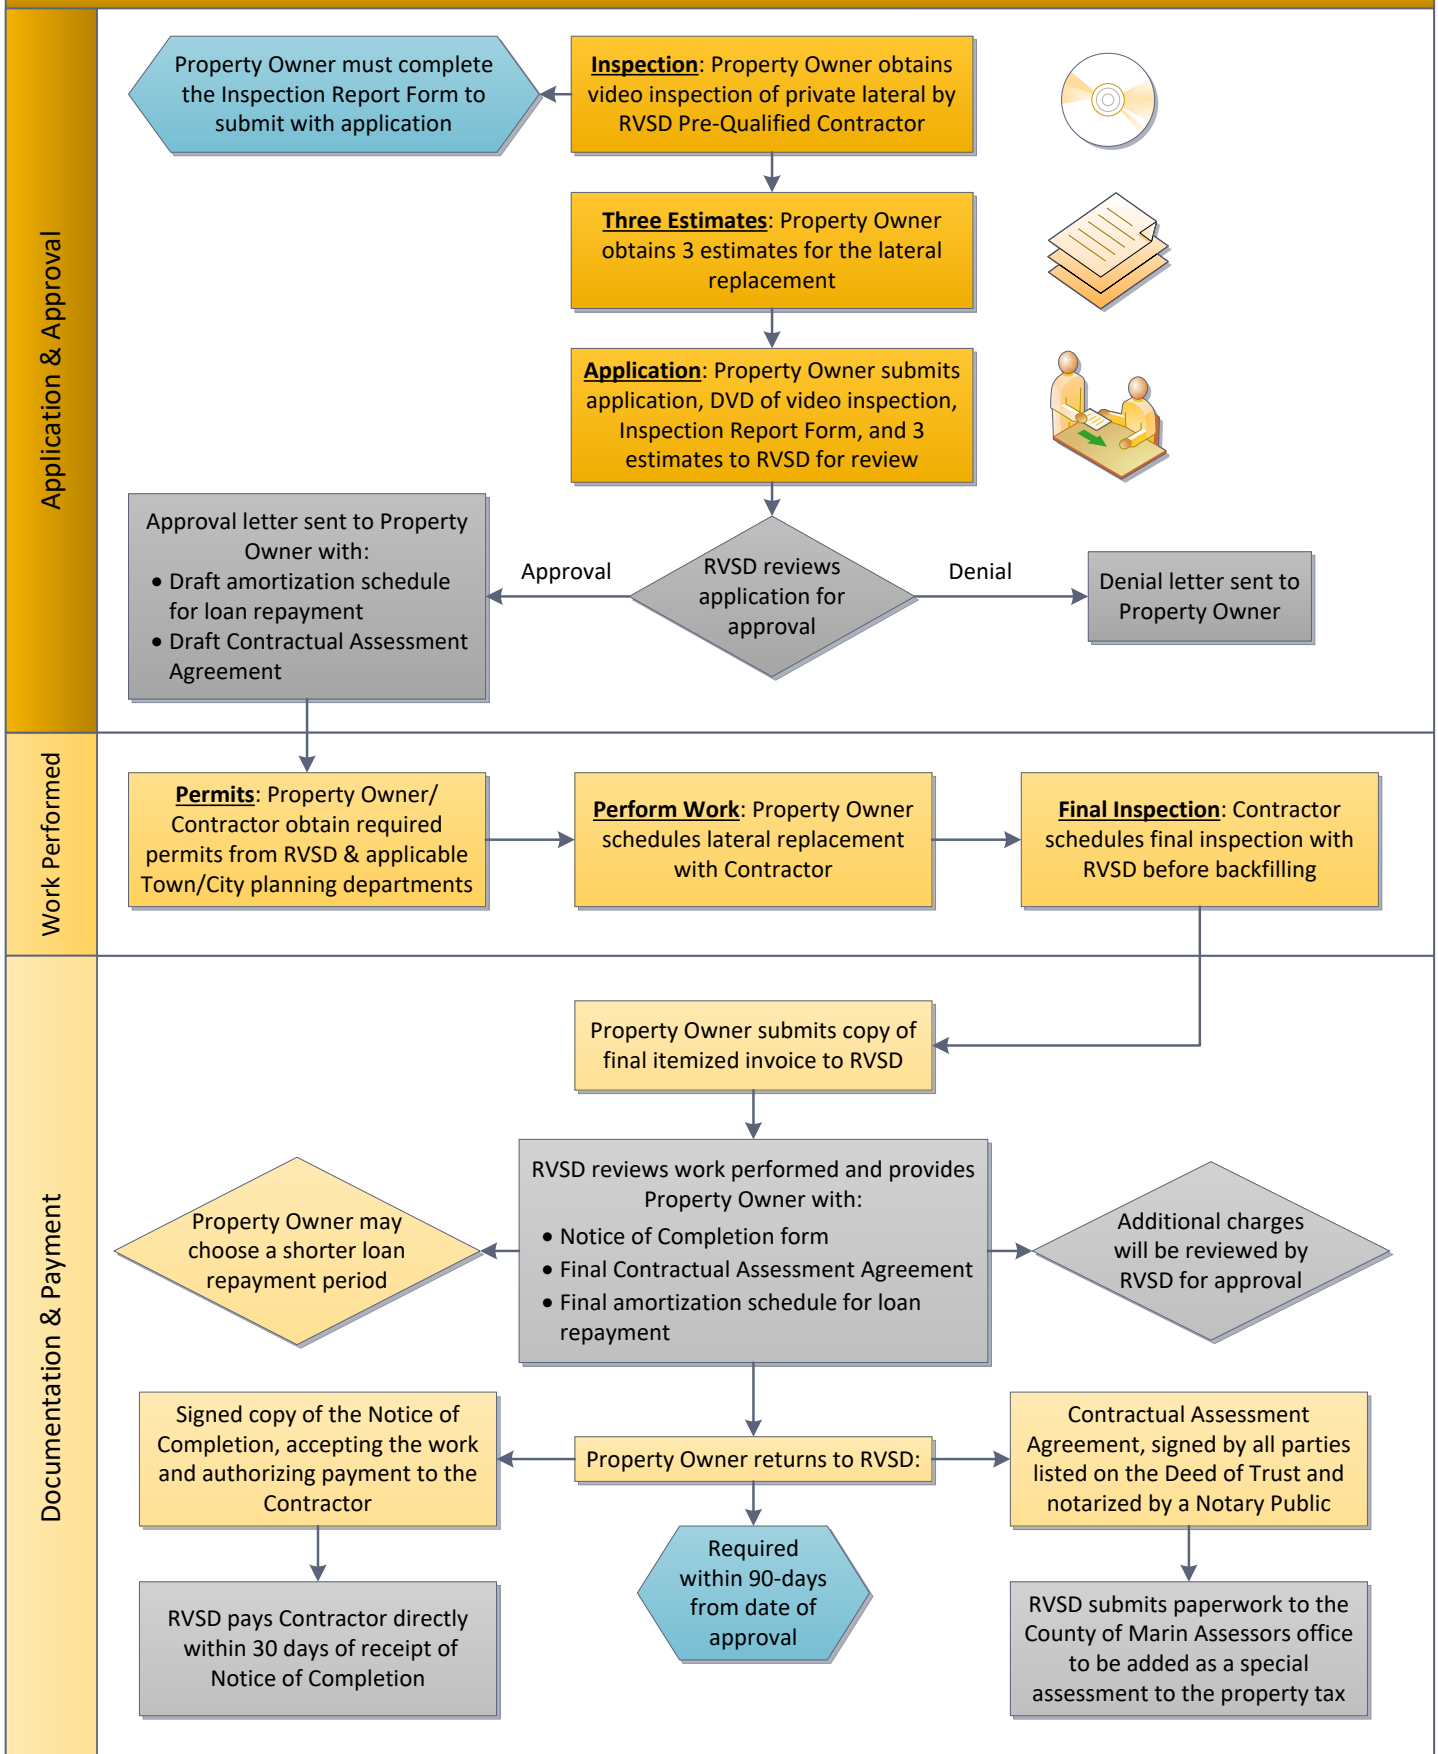 Application & Approval
Property Owner must complete
the Inspection Report Form to
submit with application
Inspection: Property Owner obtains
video inspection of private lateral by
RVSD Pre-Qualified Contractor
Three Estimates: Property Owner
obtains 3 estimates for the lateral
replacement
Application: Property Owner submits
application, DVD of video inspection,
Inspection Report Form, and 3
estimates to RVSD for review
Approval letter sent to Property
Owner with:
• Draft amortization schedule
for loan repayment
• Draft Contractual Assessment
Agreement
Approval
RVSD reviews
application for
approval
Denial
Denial letter sent to
Property Owner
Work Performed
Permits: Property Owner/
Contractor obtain required
permits from RVSD & applicable
Town/City planning departments
Perform Work: Property Owner
schedules lateral replacement
with Contractor
Final Inspection: Contractor
schedules final inspection with
RVSD before backfilling
Documentation & Payment
Property Owner submits copy of
final itemized invoice to RVSD
Property Owner may
choose a shorter loan
repayment period
RVSD reviews work performed and provides
Property Owner with:
• Notice of Completion form
• Final Contractual Assessment Agreement
• Final amortization schedule for loan
repayment
Additional charges
will be reviewed by
RVSD for approval
Signed copy of the Notice of
Completion, accepting the work
and authorizing payment to the
Contractor
Property Owner returns to RVSD:
Contractual Assessment
Agreement, signed by all parties
listed on the Deed of Trust and
notarized by a Notary Public
RVSD pays Contractor directly
within 30 days of receipt of
Notice of Completion
Required
within 90-days
from date of
approval
RVSD submits paperwork to the
County of Marin Assessors office
to be added as a special
assessment to the property tax